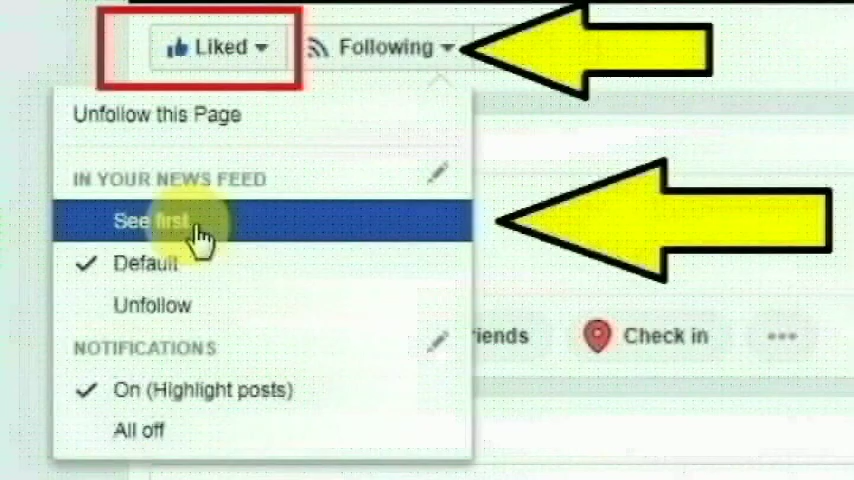 Liked Following
Unfollow this Page
IN YOUR NEWS FEED
See first
Default
Unfollow
riends Check in
NOTIFICATIONS
On (Highlight posts)
All off